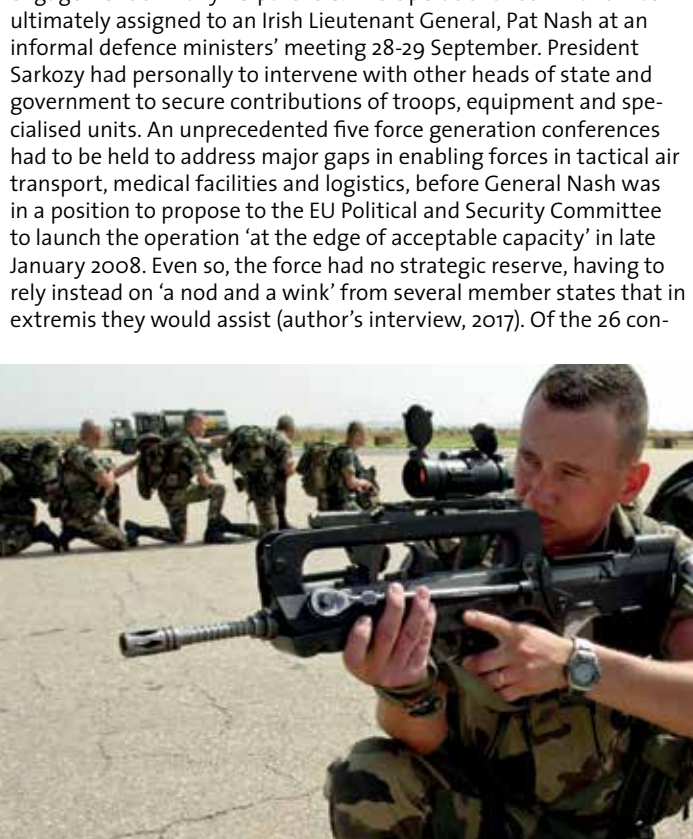 ultimately assigned to an Irish Lieutenant General, Pat Nash at an
informal defence ministers’ meeting 28-29 September. President
Sarkozy had personally to intervene with other heads of state and
government to secure contributions of troops, equipment and spe-
cialised units. An unprecedented five force generation conferences
had to be held to address major gaps in enabling forces in tactical air
transport, medical facilities and logistics, before General Nash was
in a position to propose to the EU Political and Security Committee
to launch the operation ‘at the edge of acceptable capacity’ in late
January 2008. Even so, the force had no strategic reserve, having to
rely instead on ‘a nod and a wink’ from several member states that in
extremis they would assist (author’s interview, 2017). Of the 26 con-